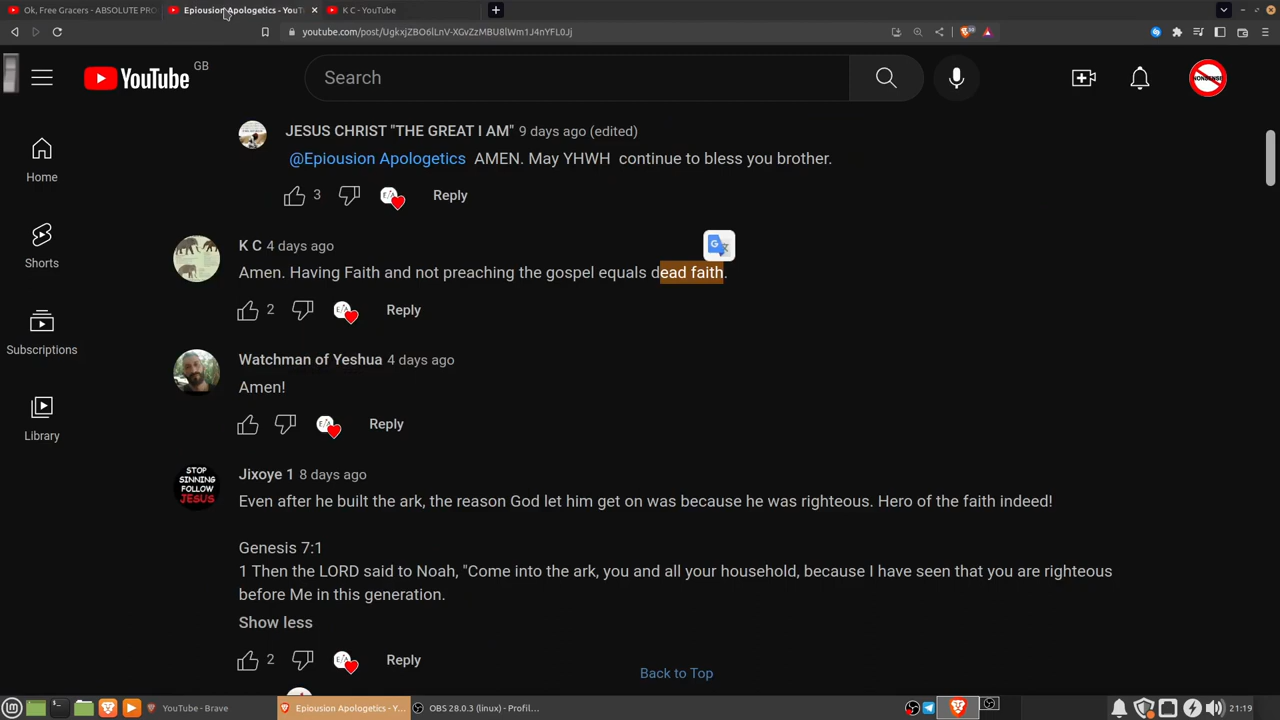 Ok, Free Gracers - ABSOLUTE PRO
Epiousion Apologetics - YouT
K C - YouTube
youtube.com/post/UgkxjZBO6lLnV-XGvZzMBU8lWm1J4nYFL0Jj
YouTube GB
Search
NONSENSE
Home
Shorts
Subscriptions
Library
JESUS CHRIST "THE GREAT I AM" 9 days ago (edited)
@Epiousion Apologetics AMEN. May YHWH continue to bless you brother.
3 Reply
K C 4 days ago
Amen. Having Faith and not preaching the gospel equals dead faith.
2 Reply
Watchman of Yeshua 4 days ago
Amen!
Reply
STOP
SINNING
FOLLOW
JESUS
Jixoye 1 8 days ago
Even after he built the ark, the reason God let him get on was because he was righteous. Hero of the faith indeed!
Genesis 7:1
1 Then the LORD said to Noah, "Come into the ark, you and all your household, because I have seen that you are righteous
before Me in this generation.
Show less
2 Reply
Back to Top
YouTube - Brave
Epiousion Apologetics - Y...
OBS 28.0.3 (linux) - Profil...
21:19